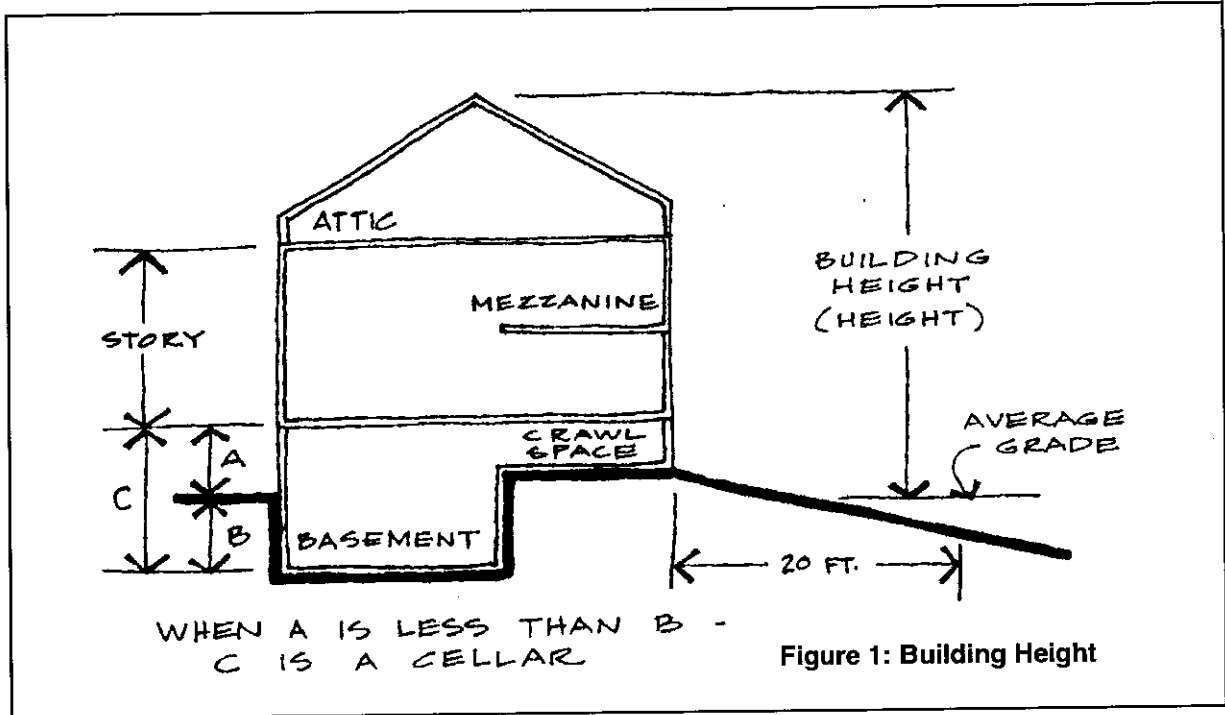 ATTIC
MEZZANINE
STORY
BUILDING
HEIGHT
(HEIGHT)
AVERAGE
GRADE
CRAWL
SPACE
A
C
B
BASEMENT
20 FT.
WHEN A IS LESS THAN B -
C IS A CELLAR
Figure 1: Building Height